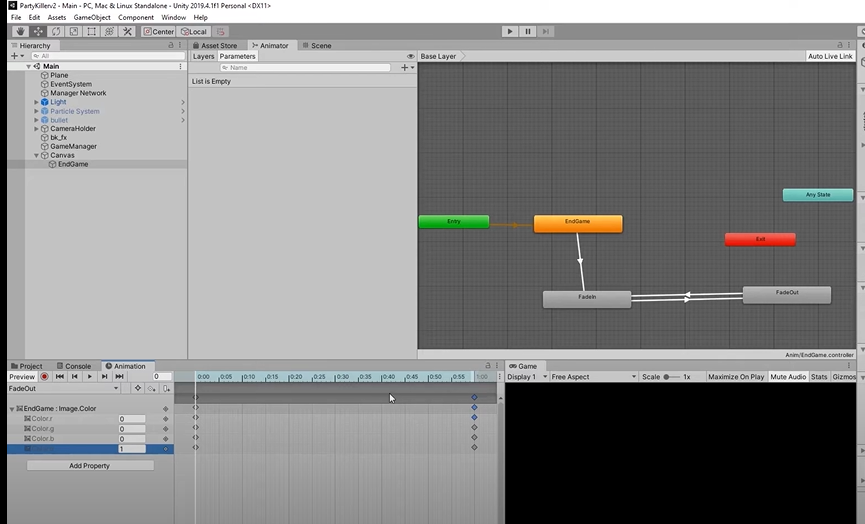 PartyKillerv2 - Main - PC, Mac & Linux Standalone - Unity 2019.4.1f1 Personal <DX11>
File Edit Assets GameObject Component Window Help
Center Local
Hierarchy
All
Main
Plane
EventSystem
Manager Network
Light
Particle System
bullet
CameraHolder
bk_fx
GameManager
Canvas
EndGame
Asset Store Animator Scene
Layers Parameters
Name
List is Empty
Base Layer Auto Live Link
Any State
Entry EndGame
Exit
FadeIn FadeOut
Anim/EndGame.controller
Project Console Animation
Preview 0
0:00 0:05 0:10 0:15 0:20 0:25 0:30 0:35 0:40 0:45 0:50 0:55 1:00
FadeOut
EndGame : Image.Color
Color.r 0
Color.g 0
Color.b 0
1
Add Property
Game
Display 1 Free Aspect Scale 1x Maximize On Play Mute Audio Stats Gizmos